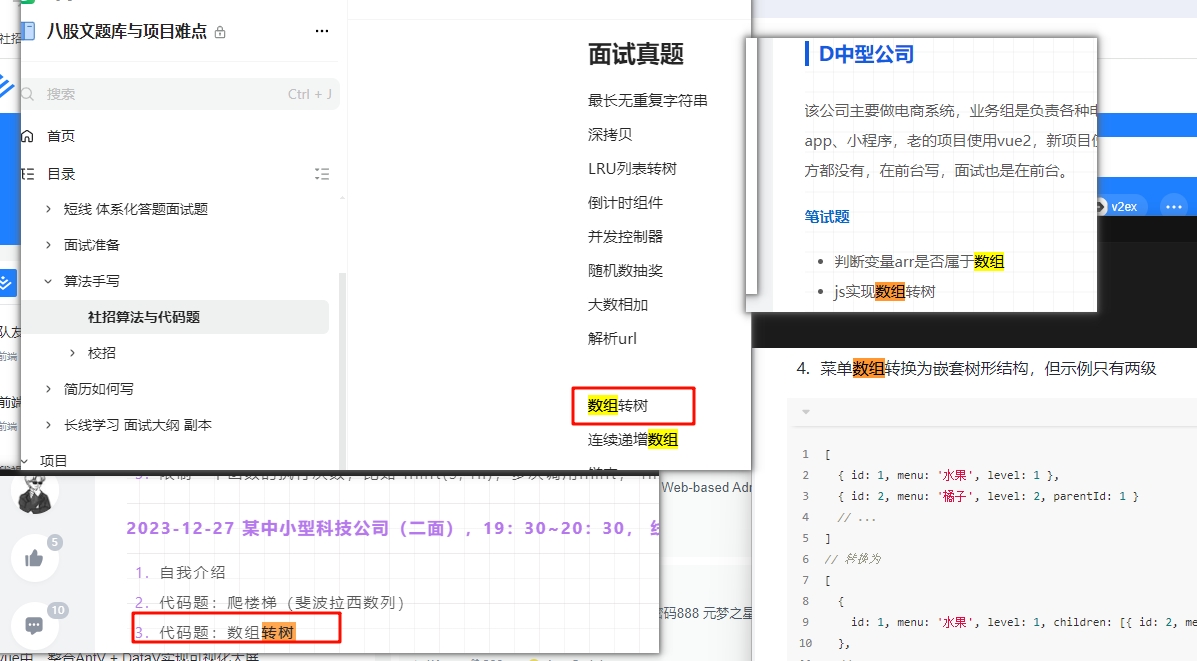 八股文题库与项目难点
搜索
Ctrl + J
首页
目录
短线 体系化答题面试题
面试准备
算法手写
社招算法与代码题
校招
简历如何写
长线学习 面试大纲 副本
项目
社招
队友
前端
前端
前端
面试真题
最长无重复字符串
深拷贝
LRU列表转树
倒计时组件
并发控制器
随机数抽奖
大数相加
解析url
数组转树
连续递增数组
D中型公司
该公司主要做电商系统，业务组是负责各种电
app、小程序，老的项目使用vue2，新项目使
方都没有，在前台写，面试也是在前台。
笔试题
判断变量arr是否属于数组
js实现数组转树
v2ex
4. 菜单数组转换为嵌套树形结构，但示例只有两级
1 [
2 { id: 1, menu: '水果', level: 1 },
3 { id: 2, menu: '橘子', level: 2, parentId: 1 }
4 // ...
5 ]
6 // 转换为
7 [
8 {
9 id: 1, menu: '水果', level: 1, children: [{ id: 2, me
10 },
2023-12-27 某中小型科技公司（二面），19：30~20：30，
1. 自我介绍
2. 代码题：爬楼梯（斐波拉西数列）
3. 代码题：数组转树
5
10
Web-based Adm
码888 元梦之星